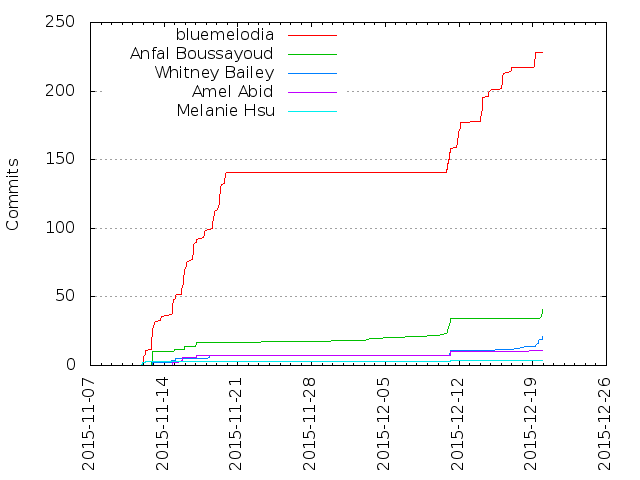 250
200
150
100
50
0
Commits
bluemelodia
Anfal Boussayoud
Whitney Bailey
Amel Abid
Melanie Hsu
2015-11-07
2015-11-14
2015-11-21
2015-11-28
2015-12-05
2015-12-12
2015-12-19
2015-12-26